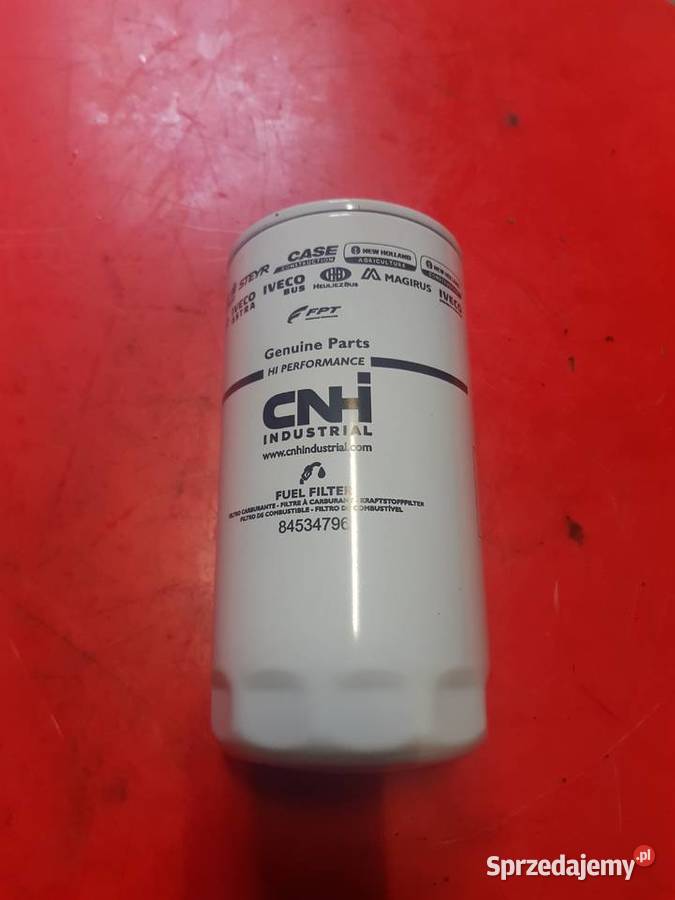 STEYR
CASE
CONSTRUCTION
NEW HOLLAND
AGRICULTURE
NEW HOLLAND
IVECO
ASTRA
IVECO
BUS
HEULIEZBUS
MAGIRUS
IVECO
FPT
Genuine Parts
HI PERFORMANCE
CNHi
INDUSTRIAL
www.cnhindustrial.com
FUEL FILTER
FILTRO CARBURANTE - FILTRE À CARBURANT - KRAFTSTOFFFILTER
FILTRO DE COMBUSTIBLE - FILTRO DE COMBUSTÍVEL
84534796
Sprzedajemy.pl